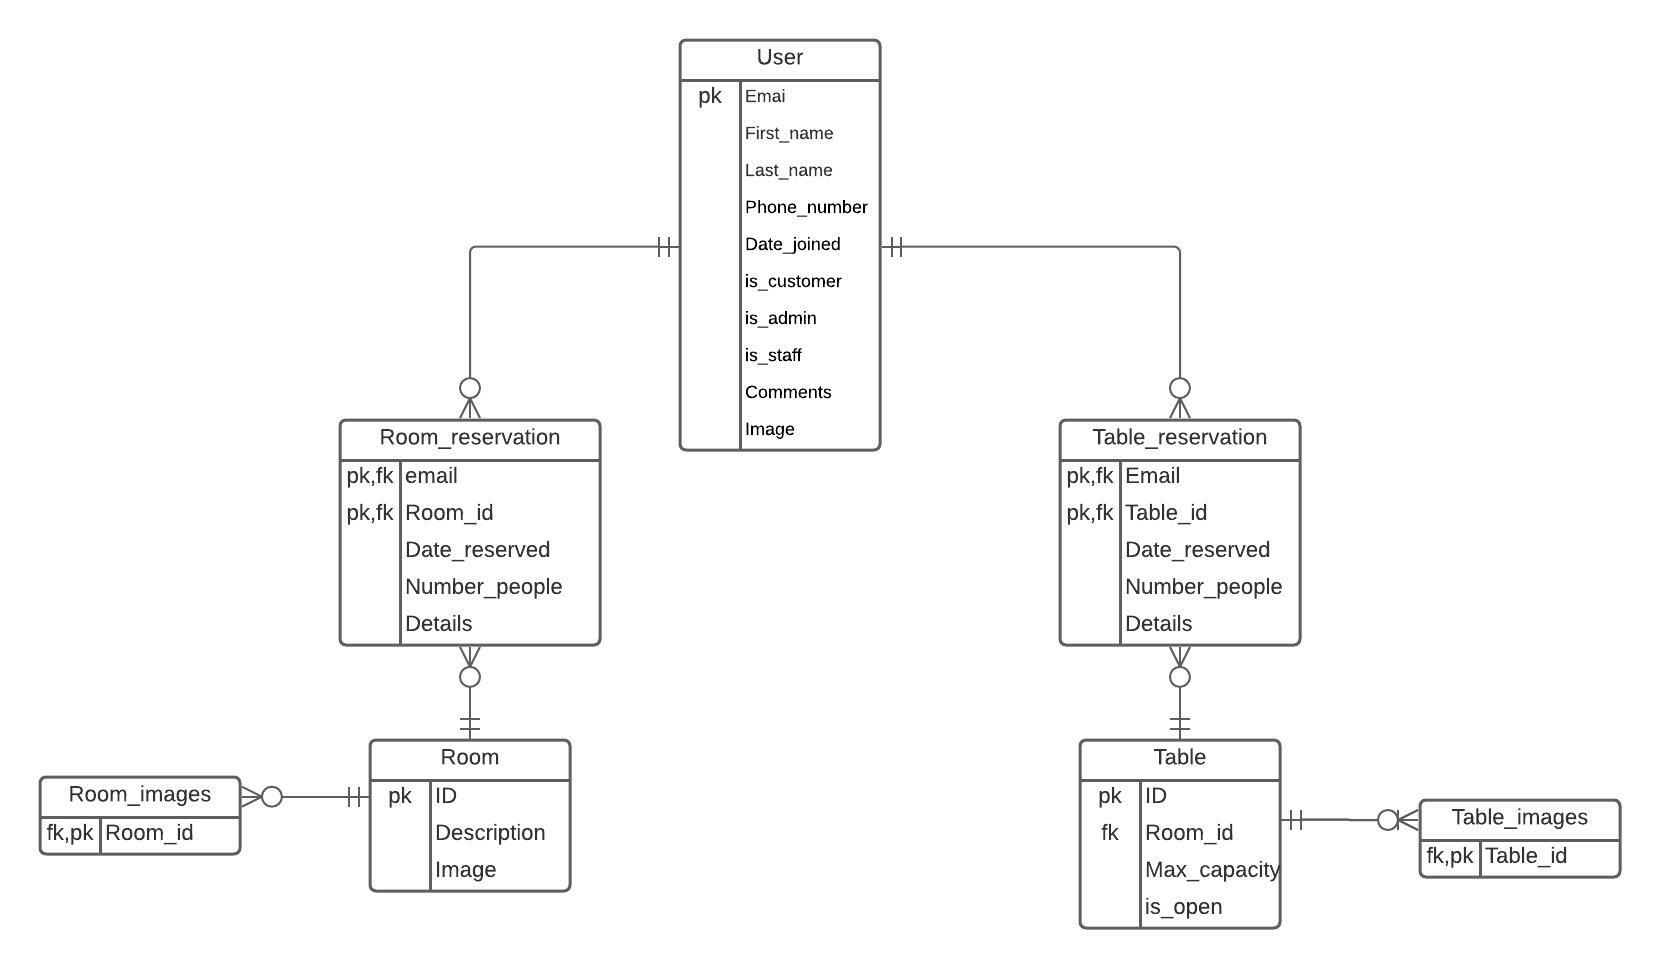 User
pk Emai
First_name
Last_name
Phone_number
Date_joined
is_customer
is_admin
is_staff
Comments
Image
Room_reservation
pk,fk email
pk,fk Room_id
Date_reserved
Number_people
Details
Table_reservation
pk,fk Email
pk,fk Table_id
Date_reserved
Number_people
Details
Room_images
fk,pk Room_id
Room
pk ID
Description
Image
Table
pk ID
fk Room_id
Max_capacity
is_open
Table_images
fk,pk Table_id